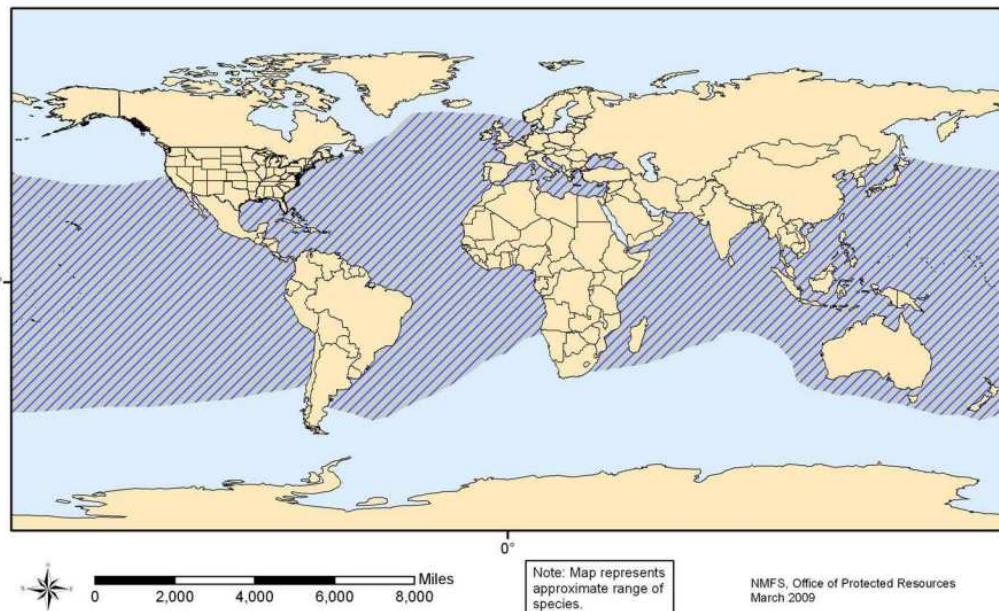 °
0°
Miles
0 2,000 4,000 6,000 8,000
Note: Map represents
approximate range of
species.
NMFS, Office of Protected Resources
March 2009